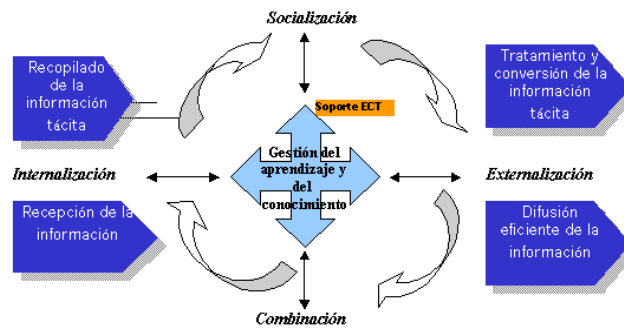 Socialización
Recopilado
de la
información
tácita
Tratamiento y
conversión de la
información
tácita
Soporte ECT
Gestión del
aprendizaje y
del
conocimiento
Internalización
Externalización
Recepción de la
información
Difusión
eficiente de la
información
Combinación